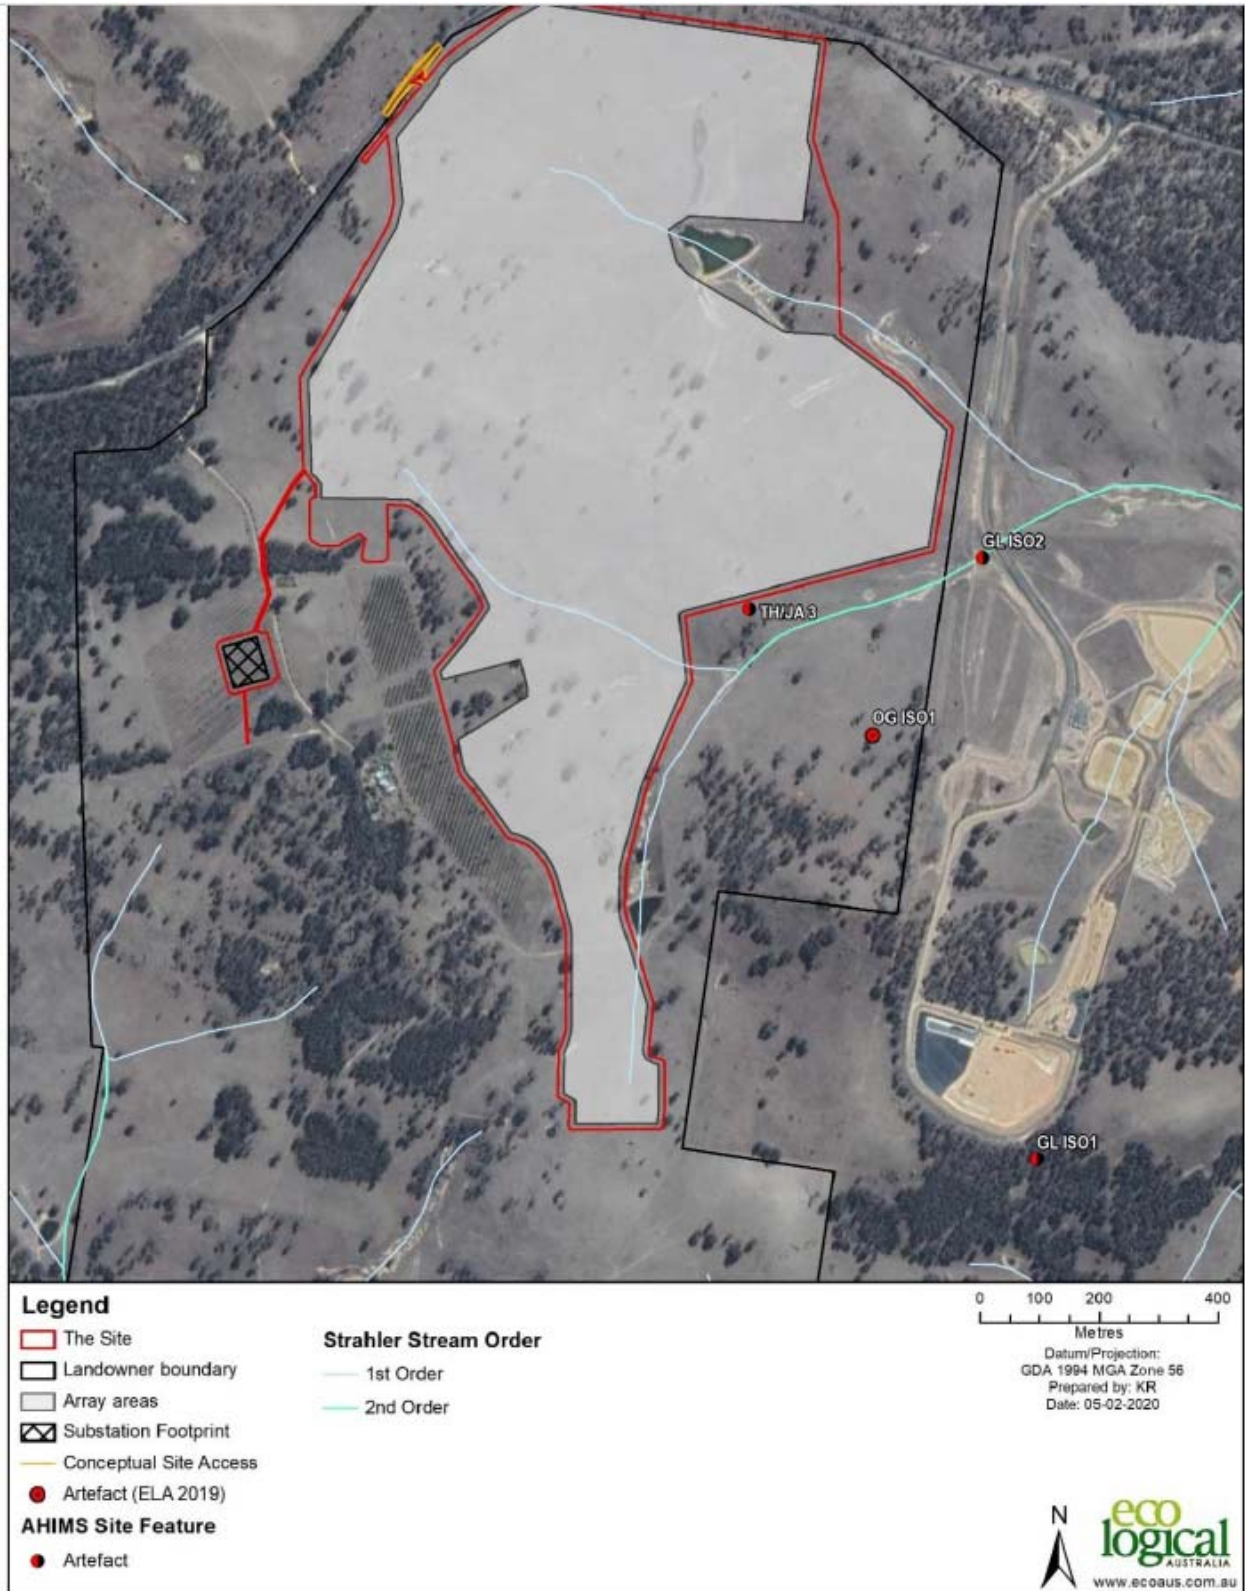 GL ISO2
TH/JA 3
OG ISO1
GL ISO1
Legend
The Site
Landowner boundary
Array areas
Substation Footprint
Conceptual Site Access
Artefact (ELA 2019)
AHIMS Site Feature
Artefact
Strahler Stream Order
1st Order
2nd Order
0 100 200 400
Metres
Datum/Projection:
GDA 1994 MGA Zone 56
Prepared by: KR
Date: 05-02-2020
N
eco
logical
AUSTRALIA
www.ecoaus.com.au